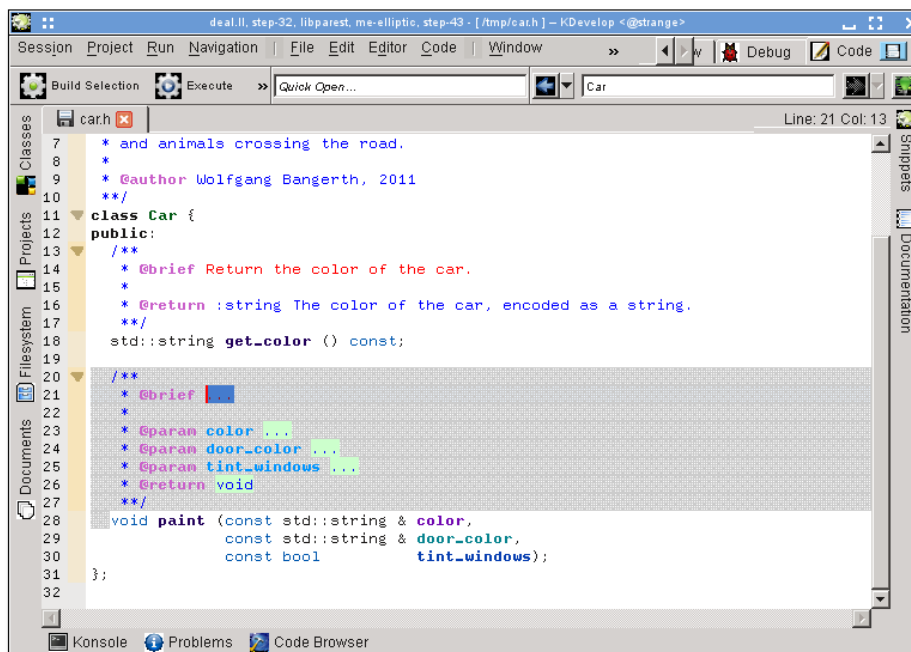 deal.II, step-32, libparest, me-elliptic, step-43 - [ /tmp/car.h ] – KDevelop <@strange>
Session Project Run Navigation File Edit Editor Code Window » Debug Code
Build Selection Execute » Quick Open... Car
car.h Line: 21 Col: 13
Classes
Projects
Filesystem
Documents
7 * and animals crossing the road.
8 *
9 * @author Wolfgang Bangerth, 2011
10 **/
11 class Car {
12 public:
13 /**
14 * @brief Return the color of the car.
15 *
16 * @return :string The color of the car, encoded as a string.
17 **/
18 std::string get_color () const;
19
20 /**
21 * @brief ...
22 *
23 * @param color ...
24 * @param door_color ...
25 * @param tint_windows ...
26 * @return void
27 **/
28 void paint (const std::string & color,
29 const std::string & door_color,
30 const bool tint_windows);
31 };
32
Snippets
Documentation
Konsole Problems Code Browser